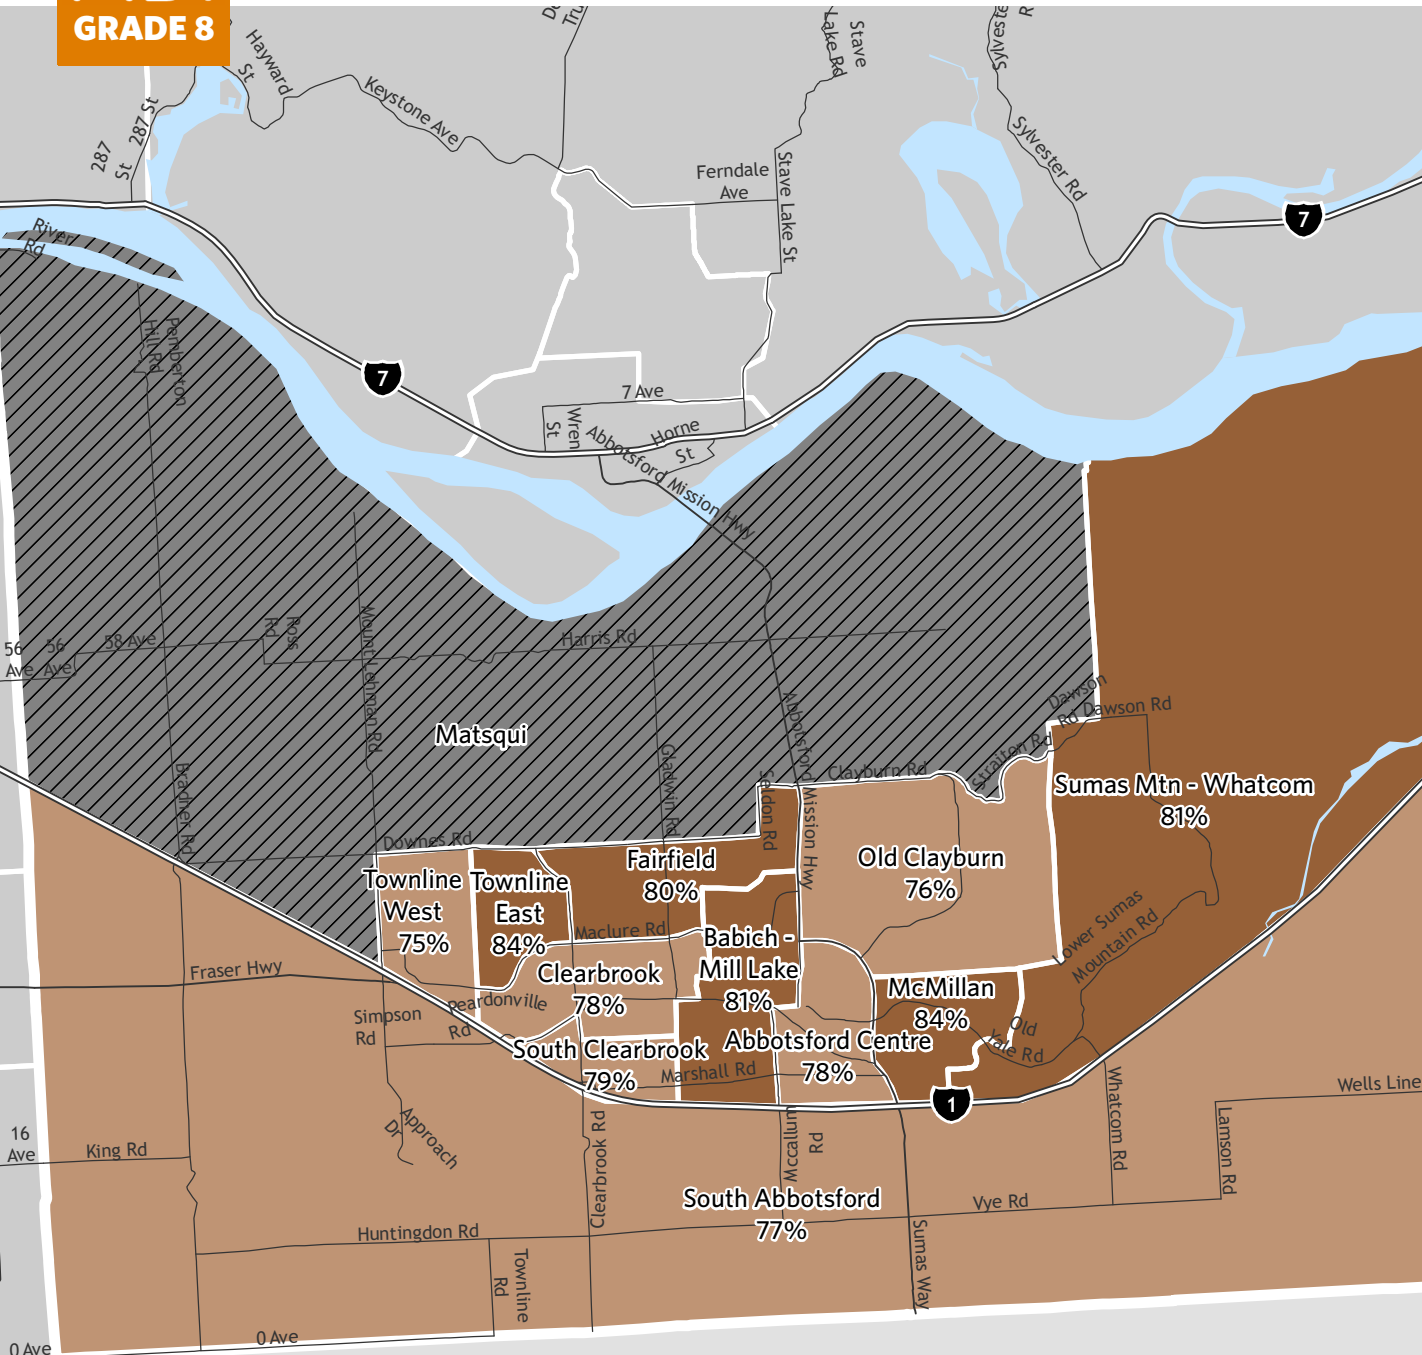 GRADE 8
Hayward
St
Keystone Ave
Tru
Stave
Lake Rd
Sylvester Rd
287 St
287
St
Ferndale
Ave
Stave Lake St
7
River
Rd
Pemberton
Hill Rd
7
7 Ave
Wren
St
Horne
St
Abbotsford Mission Hwy
56
Ave
56
Ave
58 Ave
Ross
Rd
Mount Lehman Rd
Harris Rd
Matsqui
Gladwin Rd
Abbotsford Mission Hwy
Seldon Rd
Clayburn Rd
Straiton Rd
Dawson
Rd
Dawson Rd
Bradner Rd
Downes Rd
Sumas Mtn - Whatcom
81%
Townline
West
75%
Townline
East
84%
Fairfield
80%
Old Clayburn
76%
Maclure Rd
Babich -
Mill Lake
81%
Clearbrook
78%
Lower Sumas
Mountain Rd
McMillan
84%
Fraser Hwy
Peardonville
Rd
Simpson
Rd
Old
Yale Rd
South Clearbrook
79%
Abbotsford Centre
78%
Marshall Rd
1
Wells Line
16
Ave
King Rd
Approach
Dr
Clearbrook Rd
Mccallum
Rd
Whatcom Rd
Lamson Rd
South Abbotsford
77%
Vye Rd
Huntingdon Rd
Townline
Rd
Sumas Way
0 Ave
0 Ave